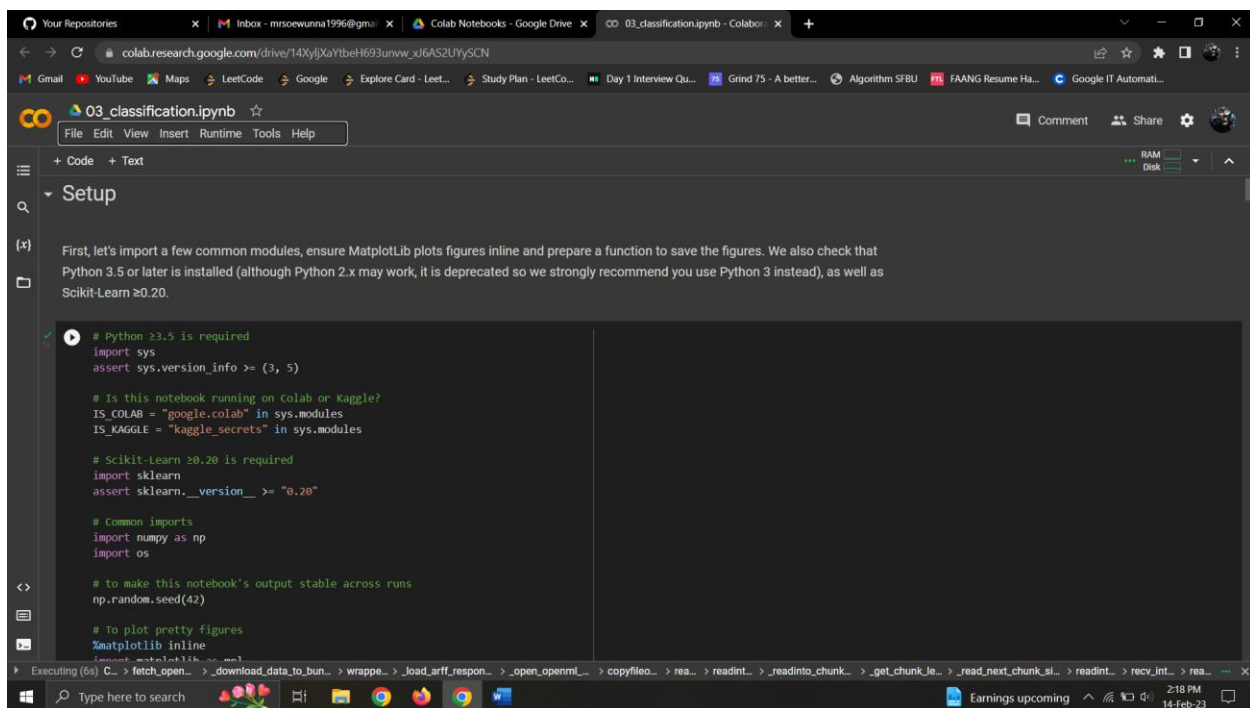 Your Repositories
Inbox - mrsoewunna1996@gmai
Colab Notebooks - Google Drive
03_classification.ipynb - Colabora
colab.research.google.com/drive/14XyljXaYtbeH693unvw_xJ6AS2UYySCN
Gmail YouTube Maps LeetCode Google Explore Card - Leet... Study Plan - LeetCo... Day 1 Interview Qu... 75 Grind 75 - A better... Algorithm SFBU FTL FAANG Resume Ha... Google IT Automati...
03_classification.ipynb
Comment Share
File Edit View Insert Runtime Tools Help
+ Code + Text
RAM
Disk
Setup
First, let's import a few common modules, ensure MatplotLib plots figures inline and prepare a function to save the figures. We also check that
Python 3.5 or later is installed (although Python 2.x may work, it is deprecated so we strongly recommend you use Python 3 instead), as well as
Scikit-Learn ≥0.20.
{x}
# Python ≥3.5 is required
import sys
assert sys.version_info >= (3, 5)
# Is this notebook running on Colab or Kaggle?
IS_COLAB = "google.colab" in sys.modules
IS_KAGGLE = "kaggle_secrets" in sys.modules
# Scikit-Learn ≥0.20 is required
import sklearn
assert sklearn.__version__ >= "0.20"
# Common imports
import numpy as np
import os
# to make this notebook's output stable across runs
np.random.seed(42)
# To plot pretty figures
%matplotlib inline
import matplotlib as mpl
Executing (6s) C... > fetch_open... > _download_data_to_bun... > wrappe... > _load_arff_respon... > _open_openml_... > copyfileo... > rea... > readint... > _readinto_chunk... > _get_chunk_le... > _read_next_chunk_si... > readint... > recv_int... > rea...
Type here to search
Earnings upcoming
2:18 PM
14-Feb-23